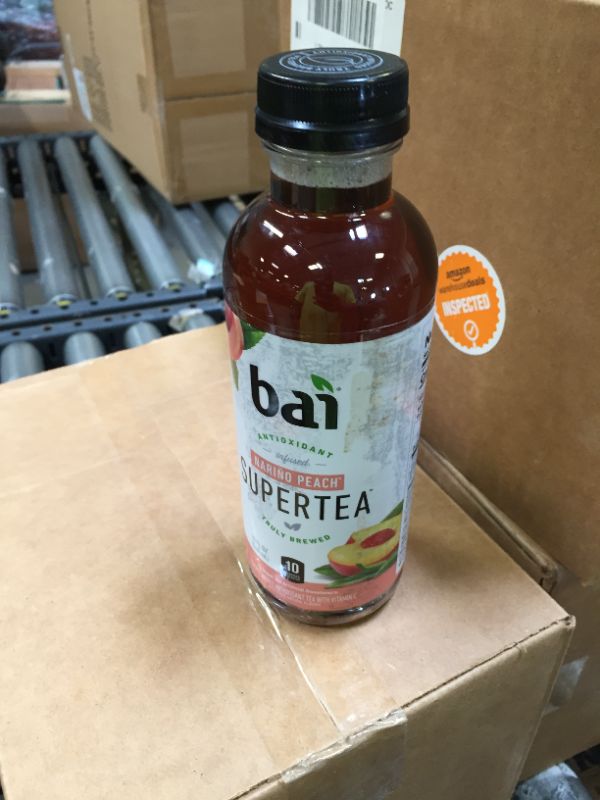 bai
ANTIOXIDANT
infused
NARIÑO PEACH
SUPERTEA
TRULY BREWED
10
amazon
warehousedeals
INSPECTED